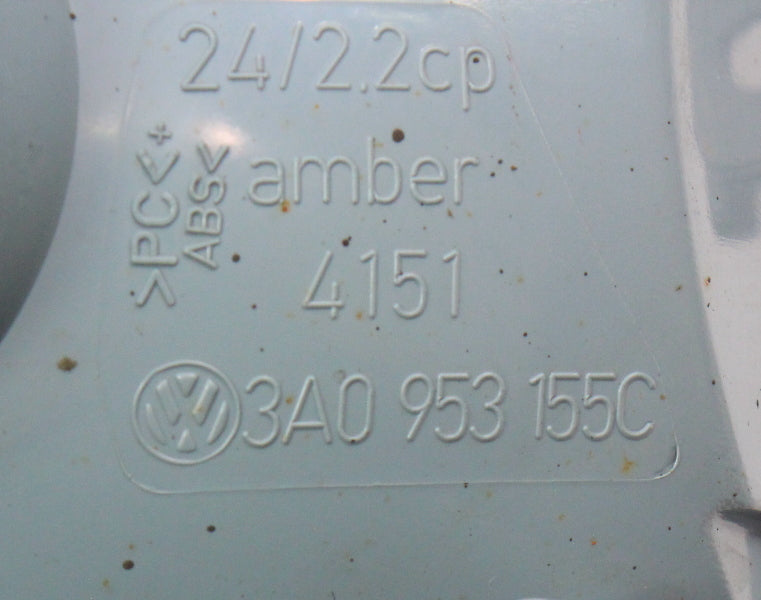 24/2.2cp
>PC<+
ABS<
amber
4151
3A0 953 155C